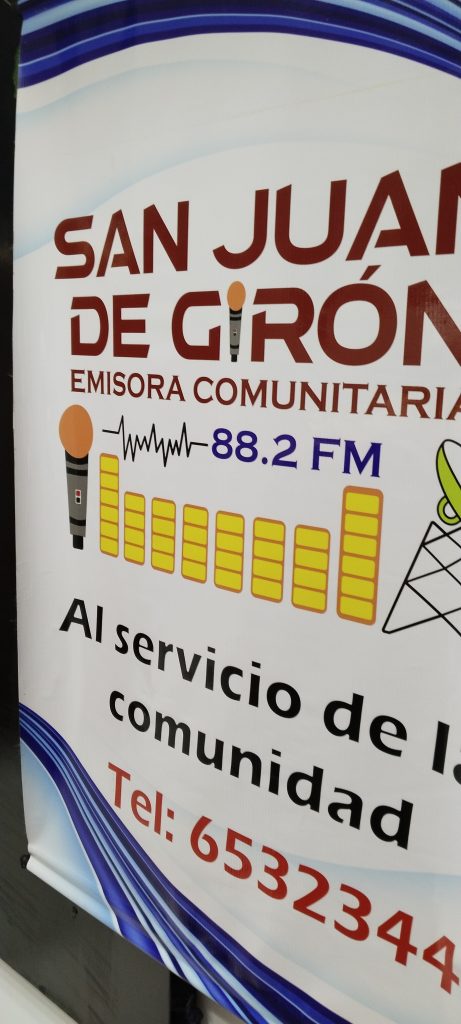 SAN JUAN
DE GIRÓN
EMISORA COMUNITARIA
88.2 FM
Al servicio de la
comunidad
Tel: 6532344